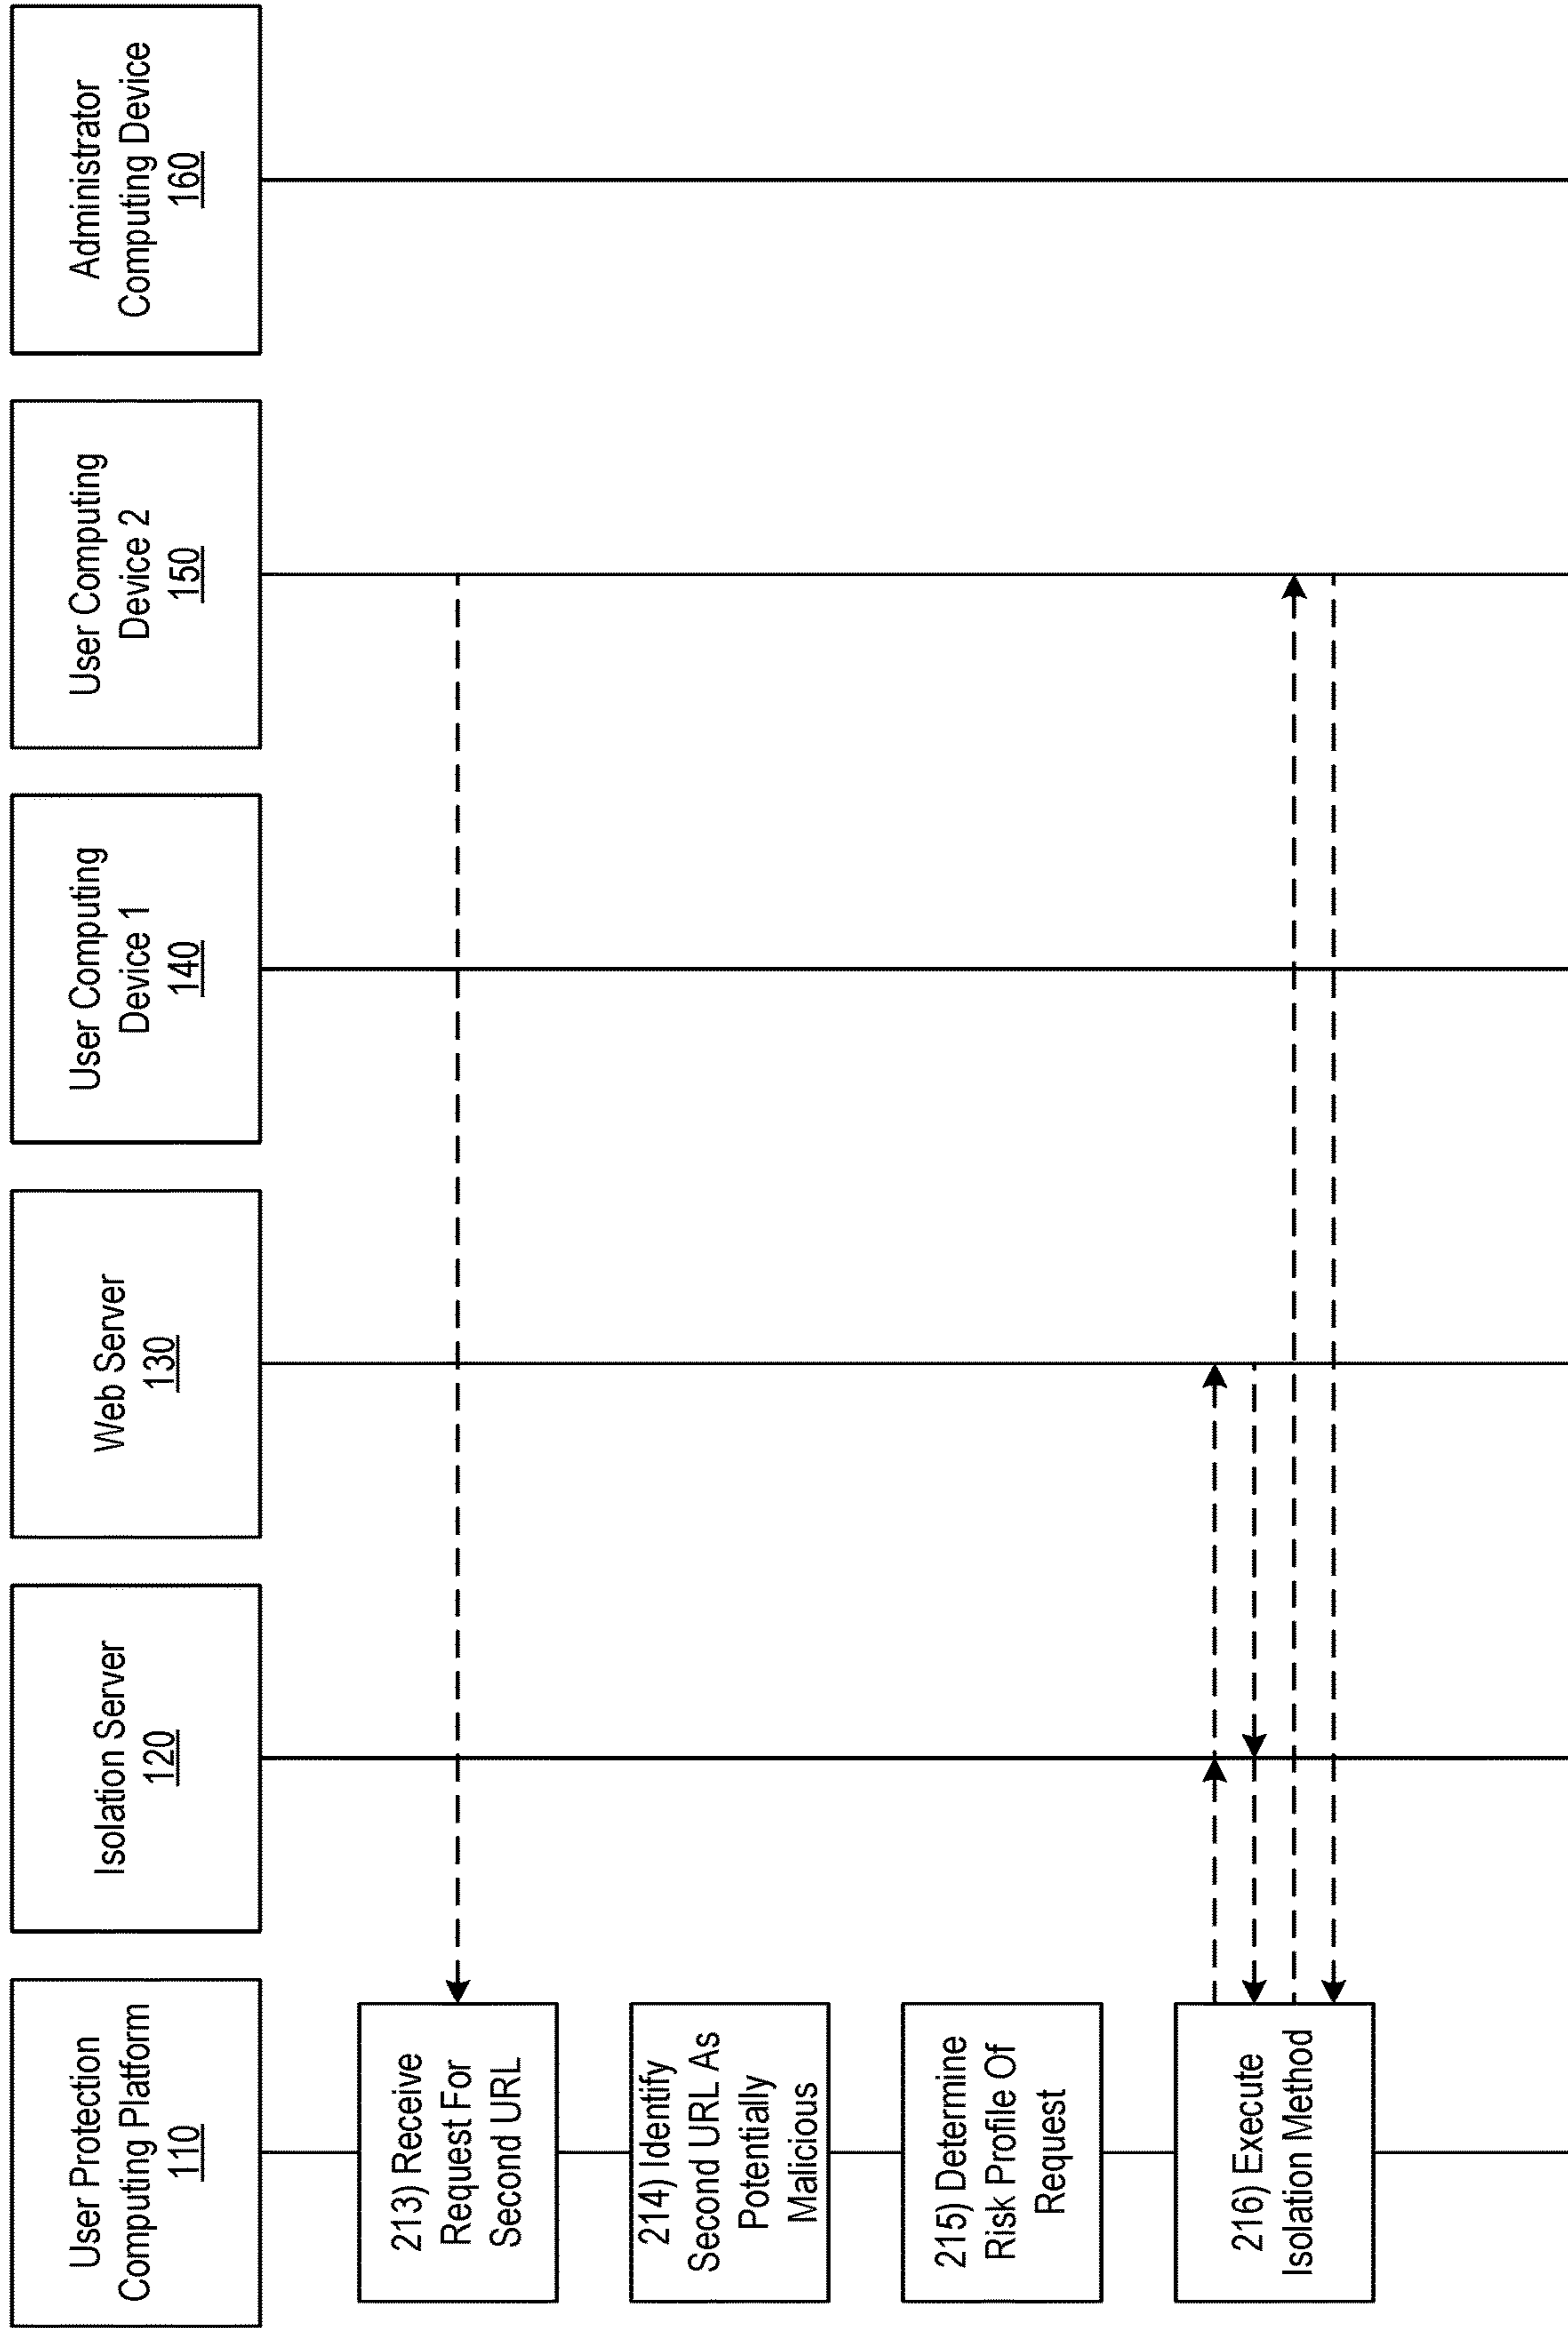 User Protection
Computing Platform
110
Isolation Server
120
Web Server
130
User Computing
Device 1
140
User Computing
Device 2
150
Administrator
Computing Device
160
213) Receive
Request For
Second URL
214) Identify
Second URL As
Potentially
Malicious
215) Determine
Risk Profile Of
Request
216) Execute
Isolation Method